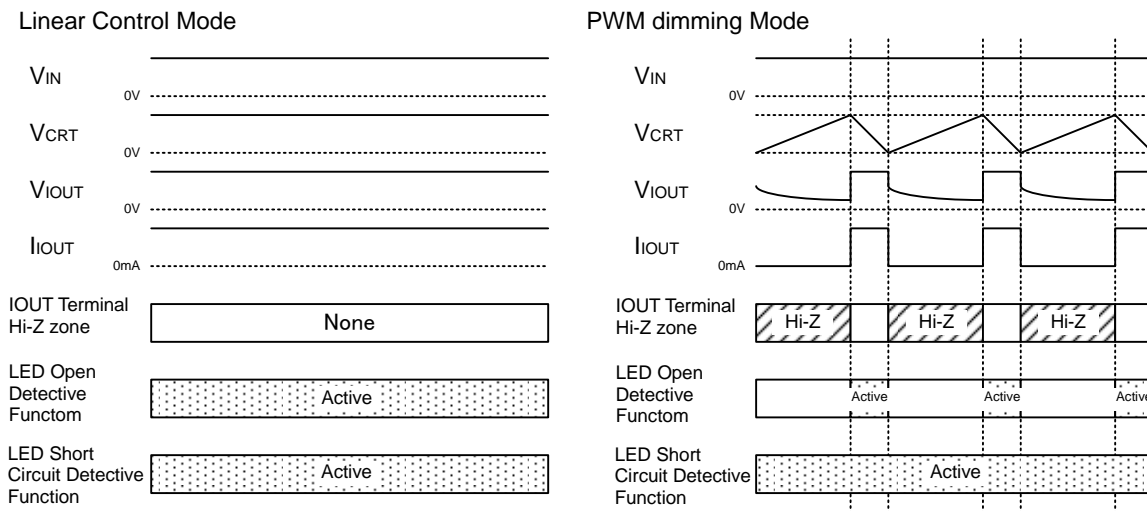 Linear Control Mode
VIN
0V
VCRT
0V
VIOUT
0V
IIOUT
0mA
IOUT Terminal
Hi-Z zone
None
LED Open
Detective
Functom
Active
LED Short
Circuit Detective
Function
Active
PWM dimming Mode
VIN
0V
VCRT
VIOUT
0V
IIOUT
0mA
IOUT Terminal
Hi-Z zone
Hi-Z Hi-Z Hi-Z
LED Open
Detective
Functom
Active Active Active
LED Short
Circuit Detective
Function
Active